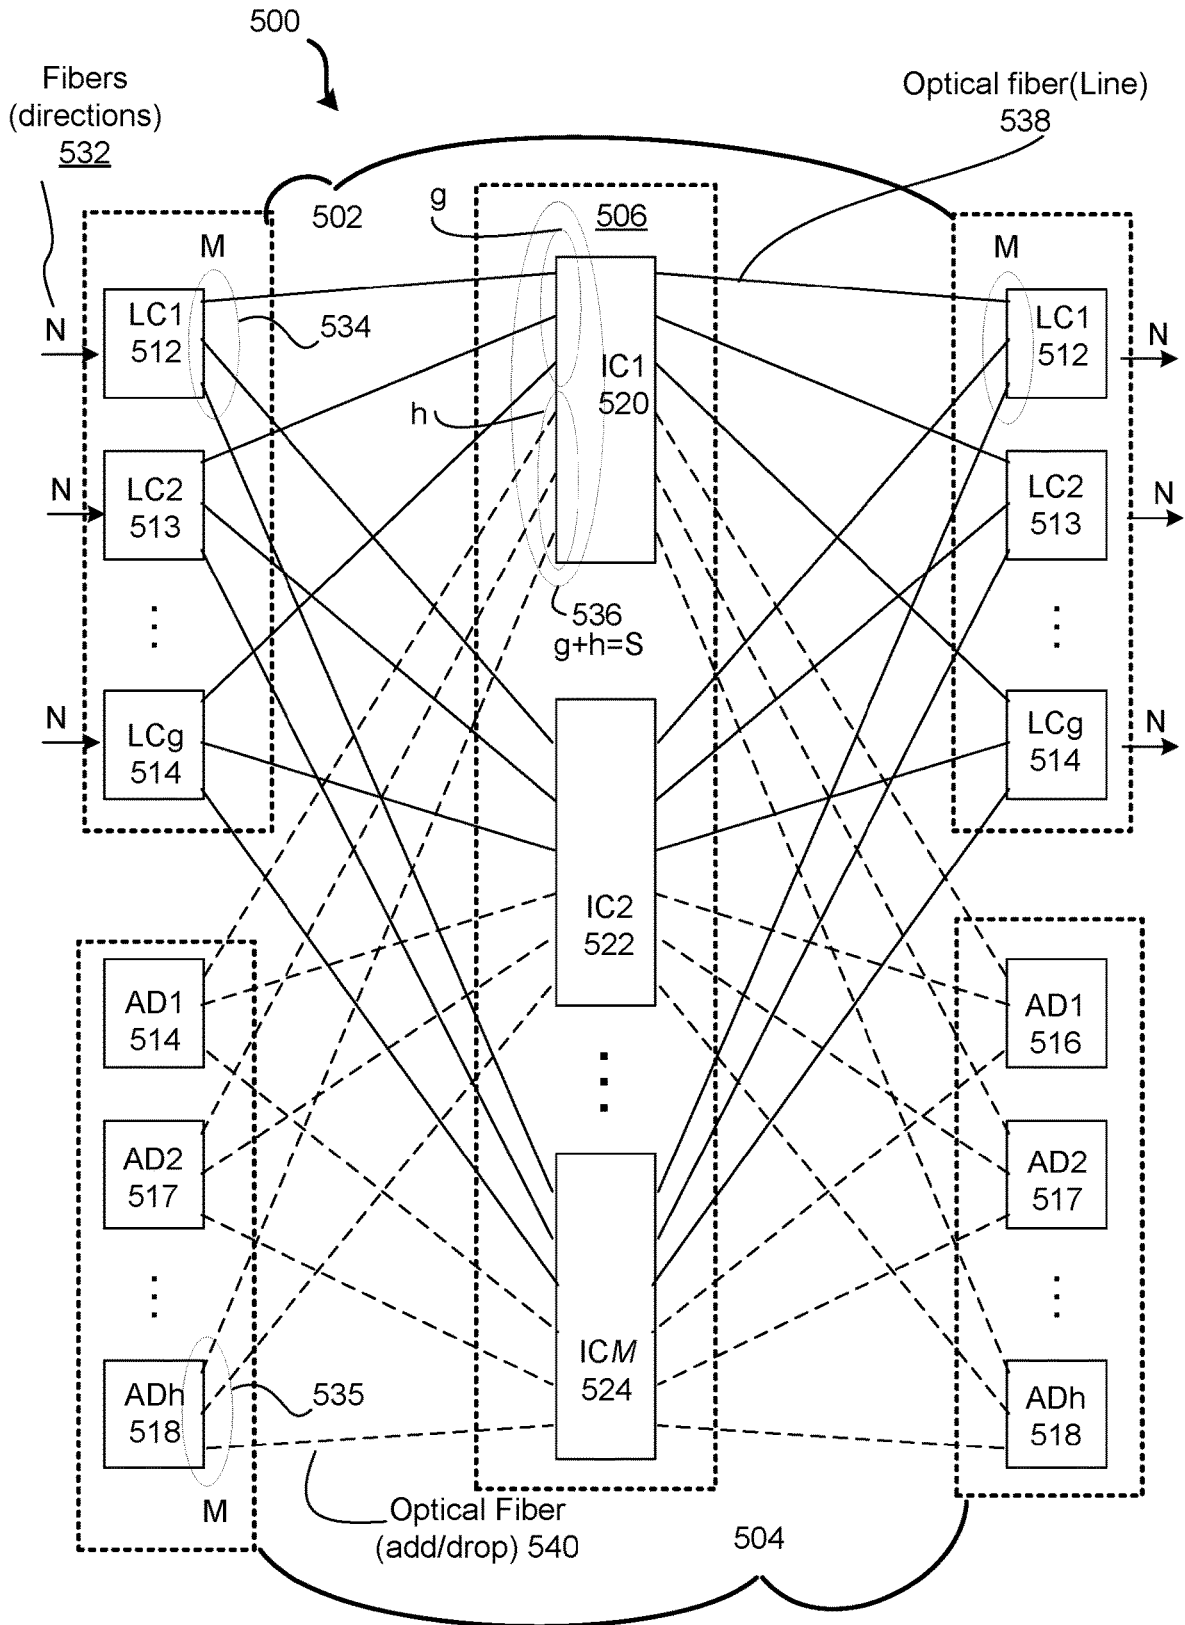 500
Fibers
(directions)
532
Optical fiber(Line)
538
502
g
506
M
M
N
LC1
512
534
IC1
520
LC1
512
N
h
N
LC2
513
LC2
513
N
536
g+h=S
N
LCg
514
LCg
514
N
IC2
522
AD1
514
AD1
516
AD2
517
AD2
517
ICM
524
ADh
518
535
ADh
518
M
Optical Fiber
(add/drop) 540
504